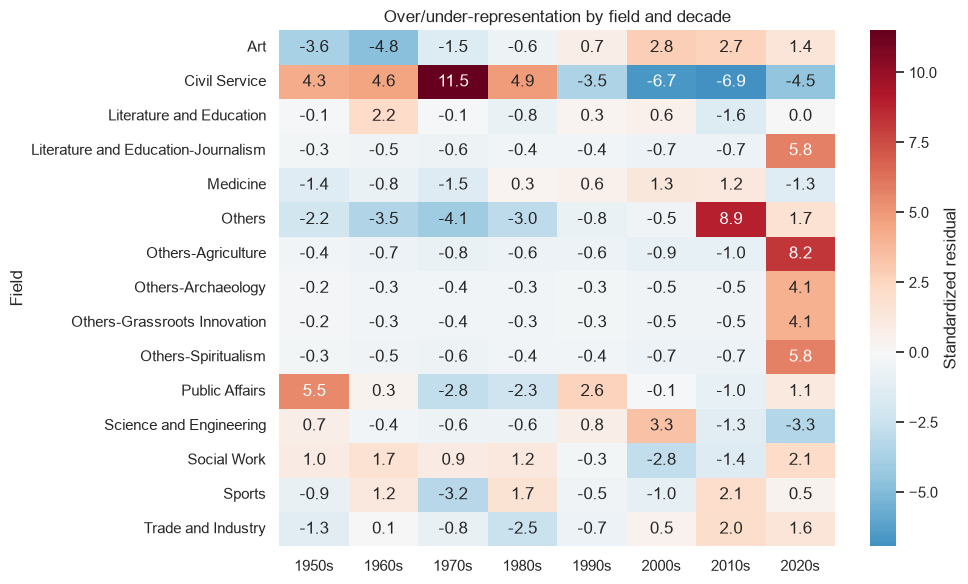 Over/under-representation by field and decade
Art -3.6 -4.8 -1.5 -0.6 0.7 2.8 2.7 1.4
Civil Service 4.3 4.6 11.5 4.9 -3.5 -6.7 -6.9 -4.5
Literature and Education -0.1 2.2 -0.1 -0.8 0.3 0.6 -1.6 0.0
Literature and Education-Journalism -0.3 -0.5 -0.6 -0.4 -0.4 -0.7 -0.7 5.8
Medicine -1.4 -0.8 -1.5 0.3 0.6 1.3 1.2 -1.3
Others -2.2 -3.5 -4.1 -3.0 -0.8 -0.5 8.9 1.7
Others-Agriculture -0.4 -0.7 -0.8 -0.6 -0.6 -0.9 -1.0 8.2
Others-Archaeology -0.2 -0.3 -0.4 -0.3 -0.3 -0.5 -0.5 4.1
Others-Grassroots Innovation -0.2 -0.3 -0.4 -0.3 -0.3 -0.5 -0.5 4.1
Others-Spiritualism -0.3 -0.5 -0.6 -0.4 -0.4 -0.7 -0.7 5.8
Public Affairs 5.5 0.3 -2.8 -2.3 2.6 -0.1 -1.0 1.1
Science and Engineering 0.7 -0.4 -0.6 -0.6 0.8 3.3 -1.3 -3.3
Social Work 1.0 1.7 0.9 1.2 -0.3 -2.8 -1.4 2.1
Sports -0.9 1.2 -3.2 1.7 -0.5 -1.0 2.1 0.5
Trade and Industry -1.3 0.1 -0.8 -2.5 -0.7 0.5 2.0 1.6
1950s 1960s 1970s 1980s 1990s 2000s 2010s 2020s
Field
10.0
7.5
5.0
2.5
0.0
−2.5
−5.0
Standardized residual